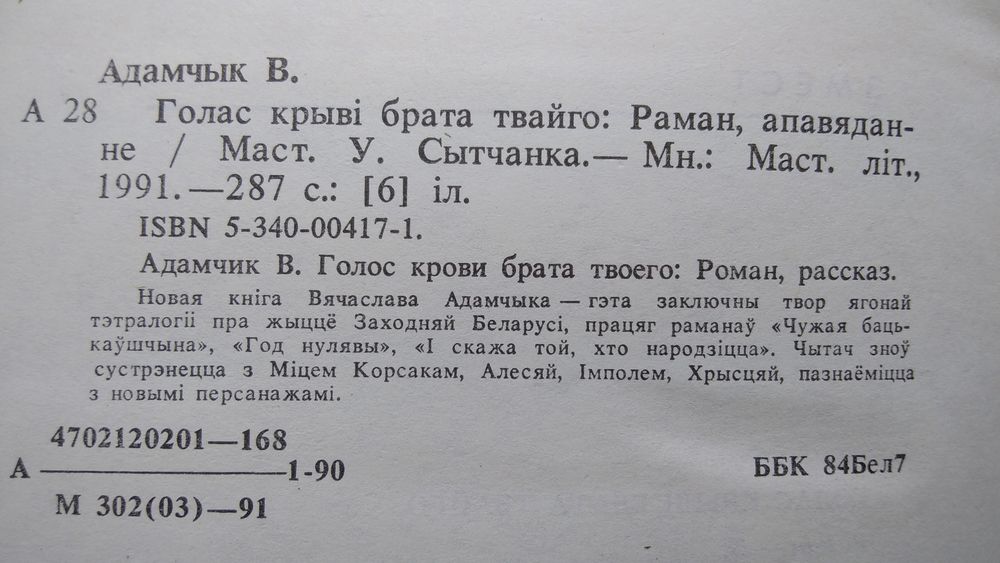 Адамчык В.
А 28 Голас крыві брата твайго: Раман, апавядан-
не / Маст. У. Сытчанка.— Мн.: Маст. літ.,
1991.—287 с.: [6] іл.
ISBN 5-340-00417-1.
Адамчик В. Голос крови брата твоего: Роман, рассказ.
Новая кніга Вячаслава Адамчыка — гэта заключны твор ягонай
тэтралогіі пра жыццё Заходняй Беларусі, працяг раманаў «Чужая баць-
каўшчына», «Год нулявы», «І скажа той, хто народзіцца». Чытач зноў
сустрэнецца з Міцем Корсакам, Алесяй, Імполем, Хрысцяй, пазнаёміцца
з новымі персанажамі.
4702120201—168
А ——————— 1-90
М 302(03)—91
ББК 84Бел7